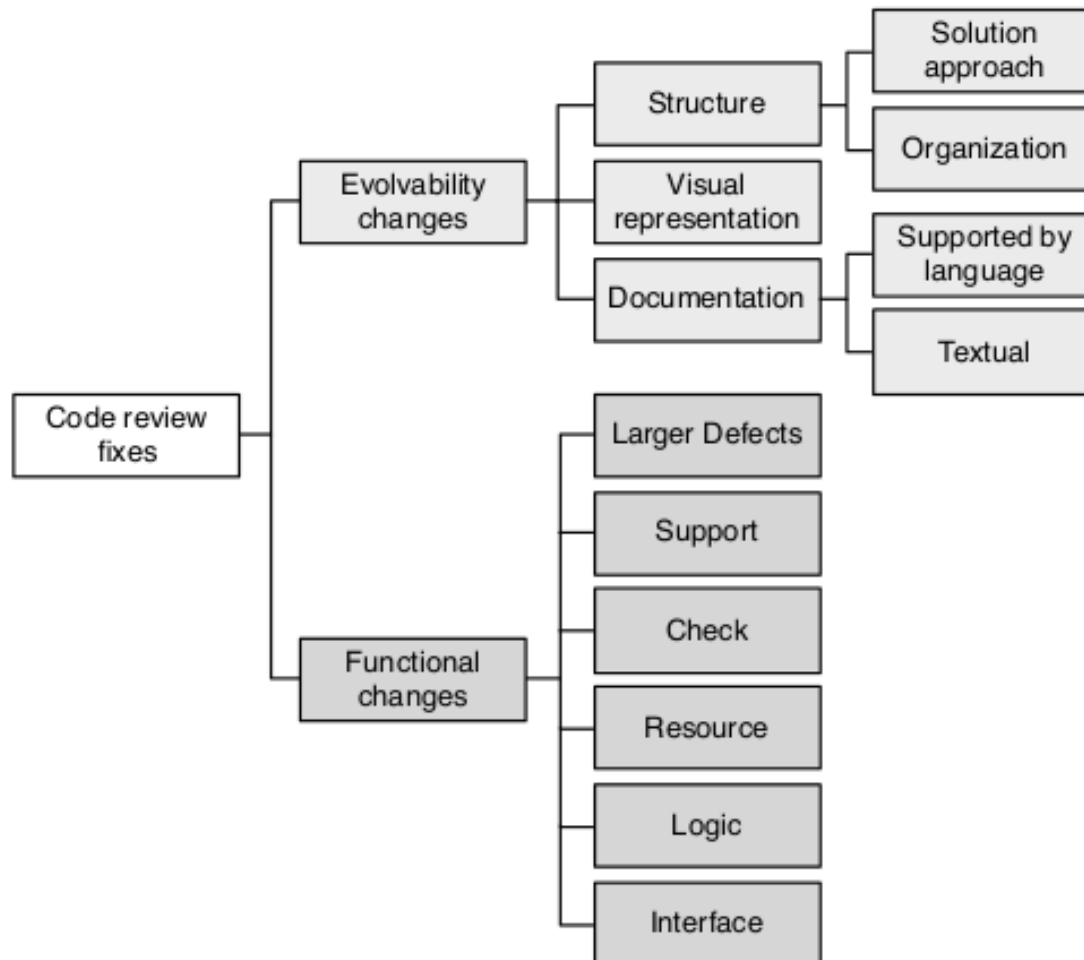 Solution
approach
Structure
Organization
Evolvability
changes
Visual
representation
Supported by
language
Documentation
Textual
Code review
fixes
Larger Defects
Support
Check
Functional
changes
Resource
Logic
Interface